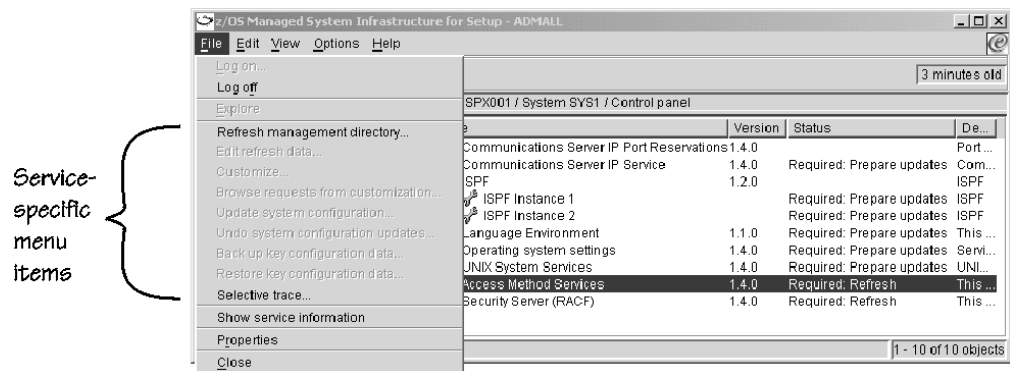 z/OS Managed System Infrastructure for Setup - ADMALL
File Edit View Options Help
3 minutes old
SPX001 / System SYS1 / Control panel
Log on...
Log off
Explore
Refresh management directory...
Edit refresh data...
Customize...
Browse requests from customization...
Update system configuration...
Undo system configuration updates...
Back up key configuration data...
Restore key configuration data...
Selective trace...
Show service information
Properties
Close
Service-
specific
menu
items
e Version Status De...
Communications Server IP Port Reservations 1.4.0 Port ...
Communications Server IP Service 1.4.0 Required: Prepare updates Com...
ISPF 1.2.0 ISPF
ISPF Instance 1 Required: Prepare updates ISPF
ISPF Instance 2 Required: Prepare updates ISPF
Language Environment 1.1.0 Required: Prepare updates This ...
Operating system settings 1.4.0 Required: Prepare updates Servi...
UNIX System Services 1.4.0 Required: Prepare updates UNI...
Access Method Services 1.4.0 Required: Refresh This ...
Security Server (RACF) 1.4.0 Required: Refresh This ...
1 - 10 of 10 objects